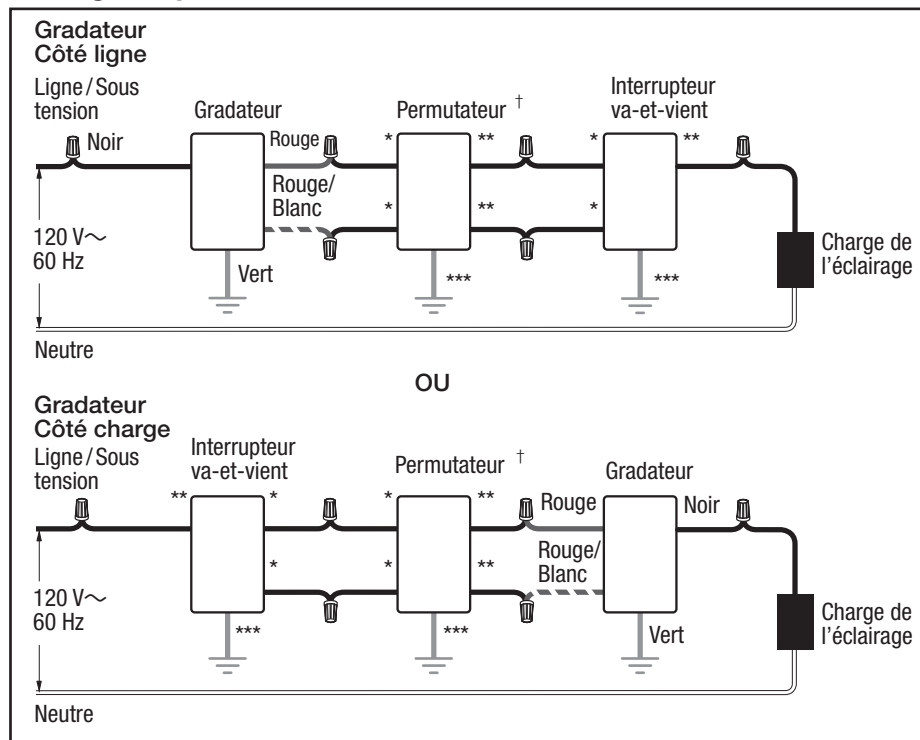 Gradateur
Côté ligne
Ligne / Sous
tension
Noir
Gradateur
Rouge
Rouge/
Blanc
Vert
Permutateur †
*
**
*
**
***
Interrupteur
va-et-vient
*
**
*
***
120 V~
60 Hz
Charge de
l'éclairage
Neutre
OU
Gradateur
Côté charge
Ligne / Sous
tension
Interrupteur
va-et-vient
**
*
*
***
Permutateur †
*
**
*
**
***
Gradateur
Rouge
Noir
Rouge/
Blanc
Vert
120 V~
60 Hz
Charge de
l'éclairage
Neutre